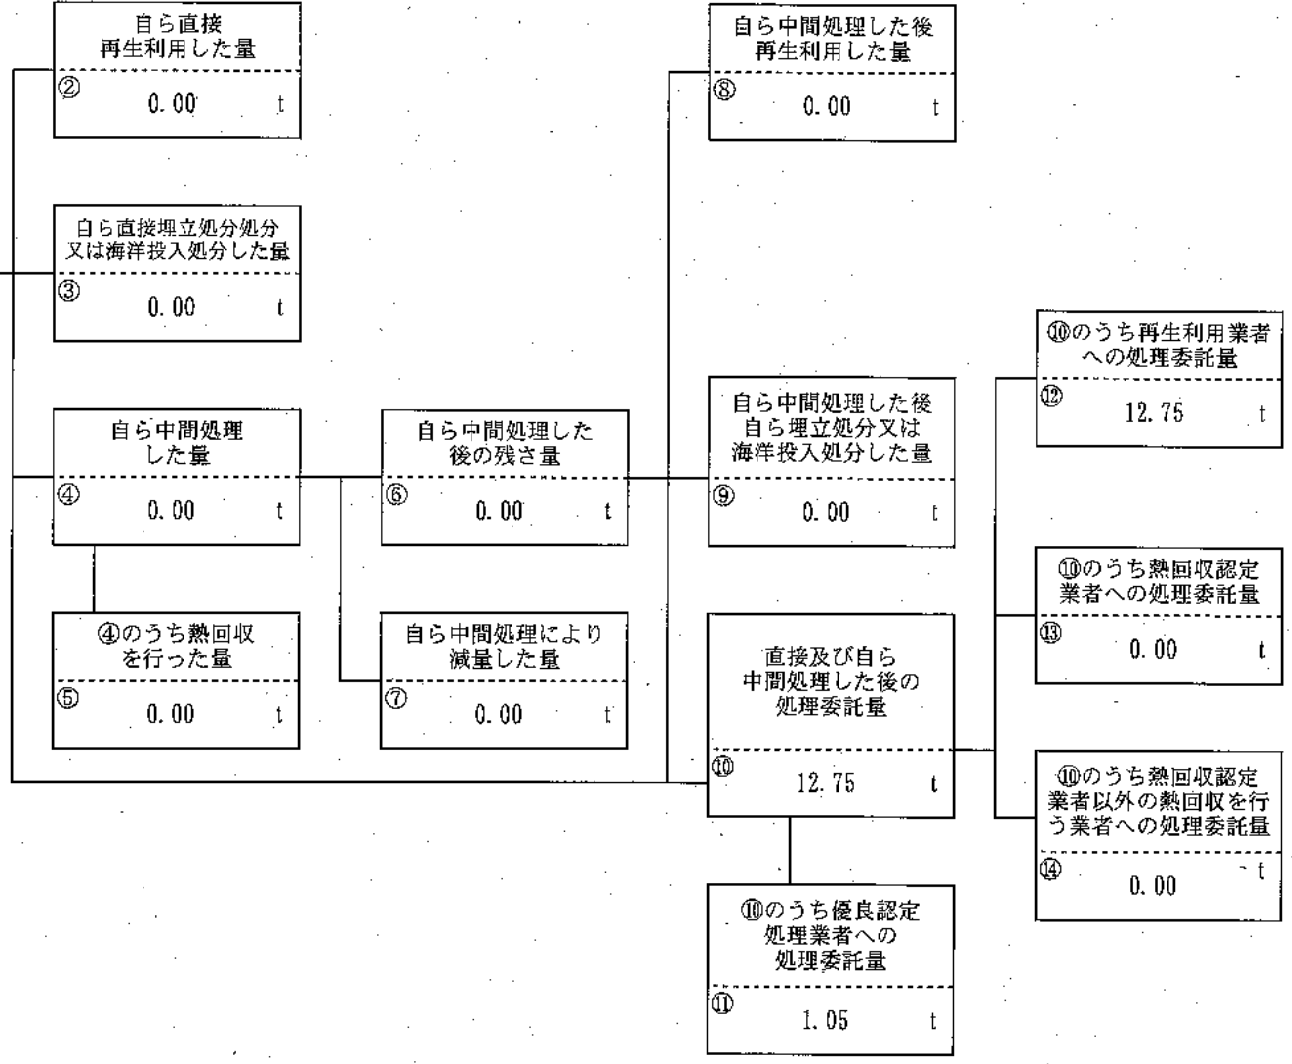 自ら直接
再生利用した量
②
0.00 t
自ら直接埋立処分処分
又は海洋投入処分した量
③
0.00 t
自ら中間処理
した量
④
0.00 t
④のうち熱回収
を行った量
⑤
0.00 t
自ら中間処理した
後の残さ量
⑥
0.00 t
自ら中間処理により
減量した量
⑦
0.00 t
自ら中間処理した後
再生利用した量
⑧
0.00 t
自ら中間処理した後
自ら埋立処分又は
海洋投入処分した量
⑨
0.00 t
直接及び自ら
中間処理した後の
処理委託量
⑩
12.75 t
⑩のうち優良認定
処理業者への
処理委託量
⑪
1.05 t
⑩のうち再生利用業者
への処理委託量
⑫
12.75 t
⑩のうち熱回収認定
業者への処理委託量
⑬
0.00 t
⑩のうち熱回収認定
業者以外の熱回収を行
う業者への処理委託量
⑭
0.00 t